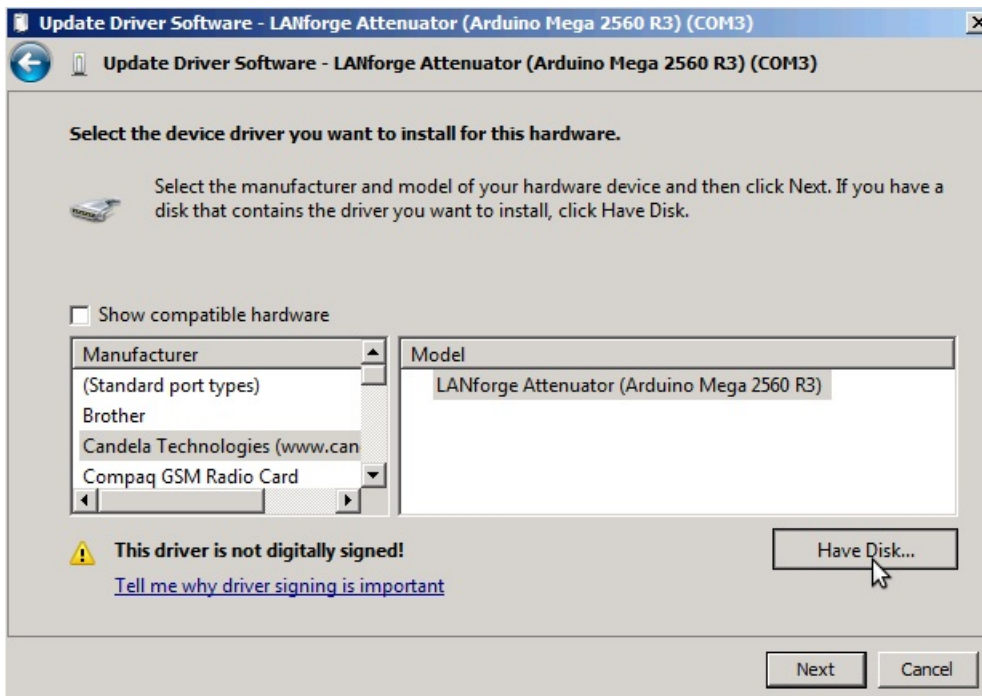 Update Driver Software - LANforge Attenuator (Arduino Mega 2560 R3) (COM3)
Update Driver Software - LANforge Attenuator (Arduino Mega 2560 R3) (COM3)
Select the device driver you want to install for this hardware.
Select the manufacturer and model of your hardware device and then click Next. If you have a
disk that contains the driver you want to install, click Have Disk.
Show compatible hardware
Manufacturer
(Standard port types)
Brother
Candela Technologies (www.can
Compaq GSM Radio Card
Model
LANforge Attenuator (Arduino Mega 2560 R3)
This driver is not digitally signed!
Tell me why driver signing is important
Have Disk...
Next
Cancel